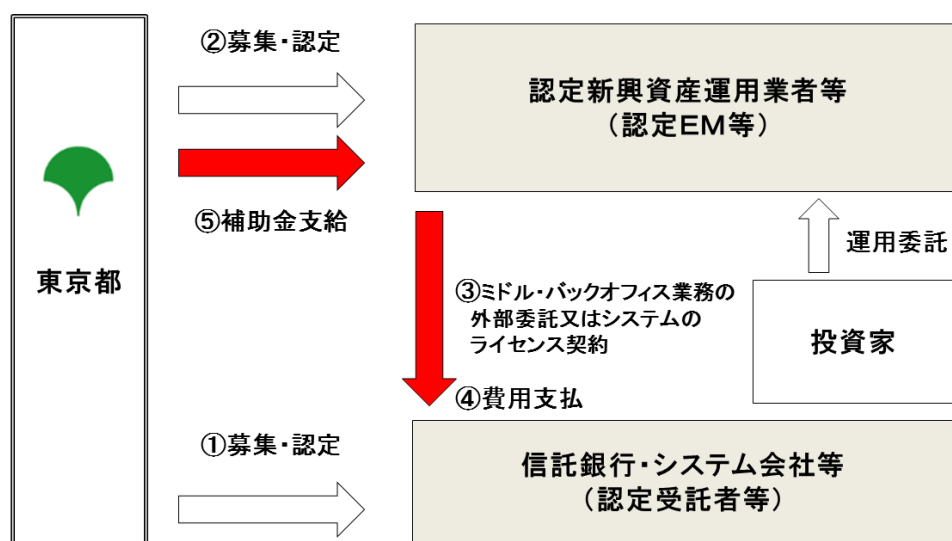 ②募集・認定
認定新興資産運用業者等
（認定EM等）
⑤補助金支給
運用委託
東京都
③ミドル・バックオフィス業務の
外部委託又はシステムの
ライセンス契約
投資家
④費用支払
①募集・認定
信託銀行・システム会社等
（認定受託者等）